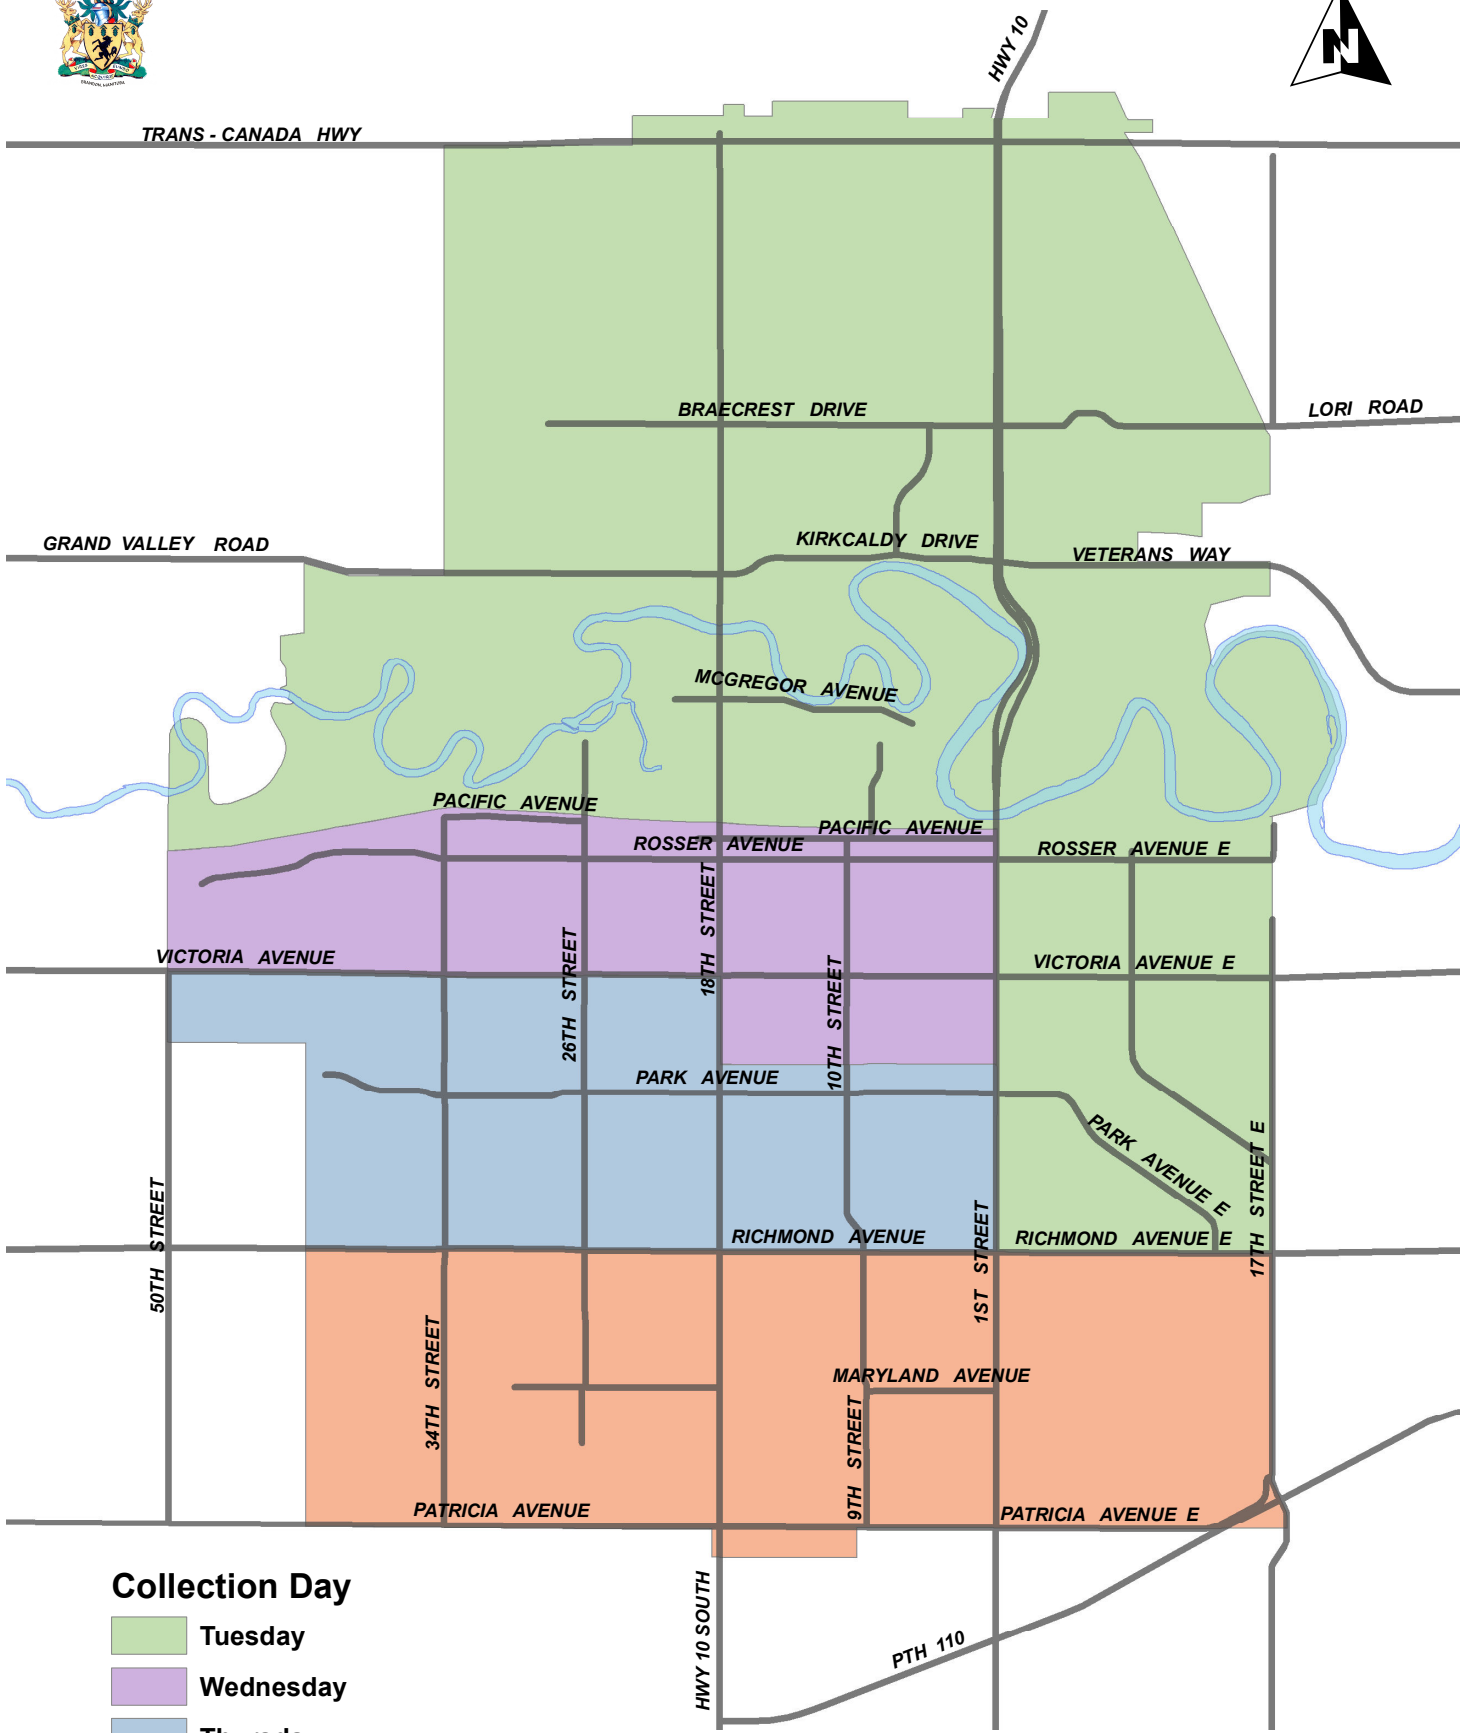 HWY 10
N
TRANS - CANADA HWY
BRAECREST DRIVE
LORI ROAD
GRAND VALLEY ROAD
KIRKCALDY DRIVE
VETERANS WAY
MCGREGOR AVENUE
PACIFIC AVENUE
PACIFIC AVENUE
ROSSER AVENUE
ROSSER AVENUE E
18TH STREET
26TH STREET
VICTORIA AVENUE
10TH STREET
VICTORIA AVENUE E
PARK AVENUE
PARK AVENUE E
17TH STREET E
50TH STREET
1ST STREET
RICHMOND AVENUE
RICHMOND AVENUE E
34TH STREET
MARYLAND AVENUE
9TH STREET
PATRICIA AVENUE
PATRICIA AVENUE E
HWY 10 SOUTH
PTH 110
Collection Day
Tuesday
Wednesday